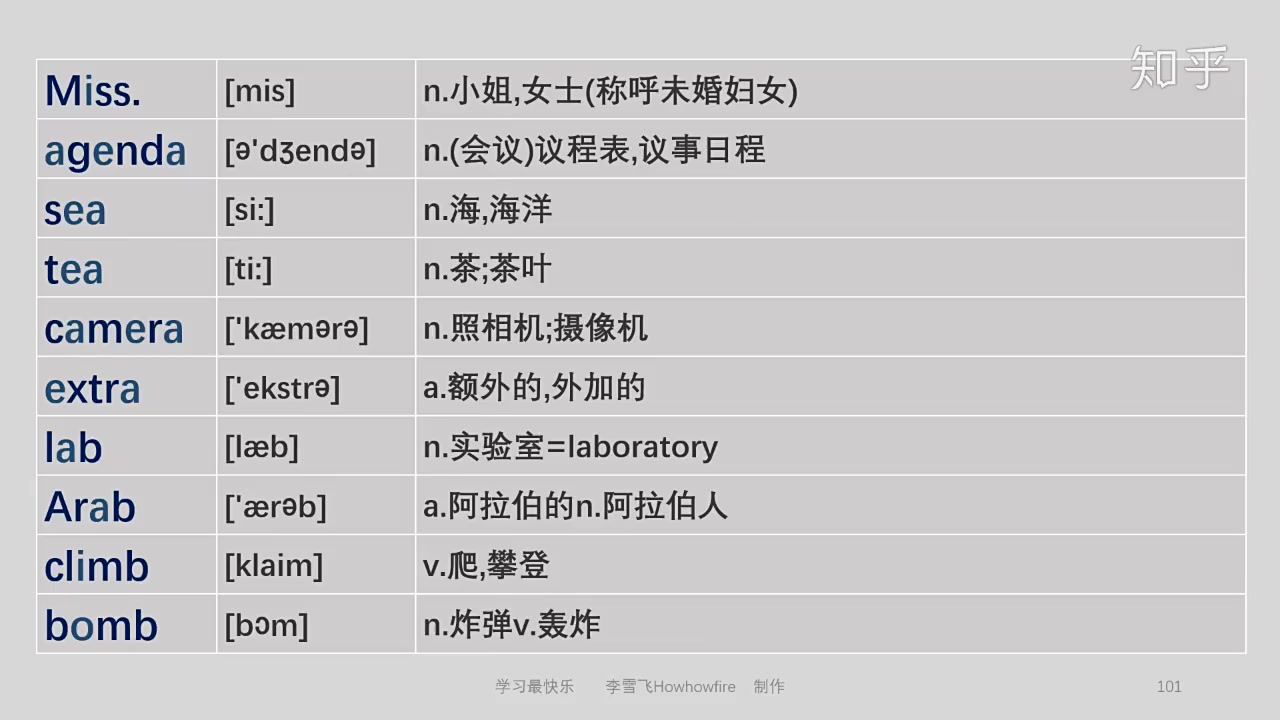 知乎
Miss. [mis] n.小姐,女士(称呼未婚妇女)
agenda [ə'dʒendə] n.(会议)议程表,议事日程
sea [si:] n.海,海洋
tea [ti:] n.茶;茶叶
camera ['kæmərə] n.照相机;摄像机
extra ['ekstrə] a.额外的,外加的
lab [læb] n.实验室=laboratory
Arab ['ærəb] a.阿拉伯的n.阿拉伯人
climb [klaim] v.爬,攀登
bomb [bɔm] n.炸弹v.轰炸
学习最快乐 李雪飞Howhowfire 制作 101